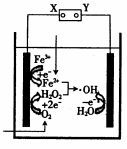 X Y
Fe³⁺
+e⁻
Fe²⁺
H₂O₂ ·OH
+2e⁻ −e⁻
O₂ H₂O